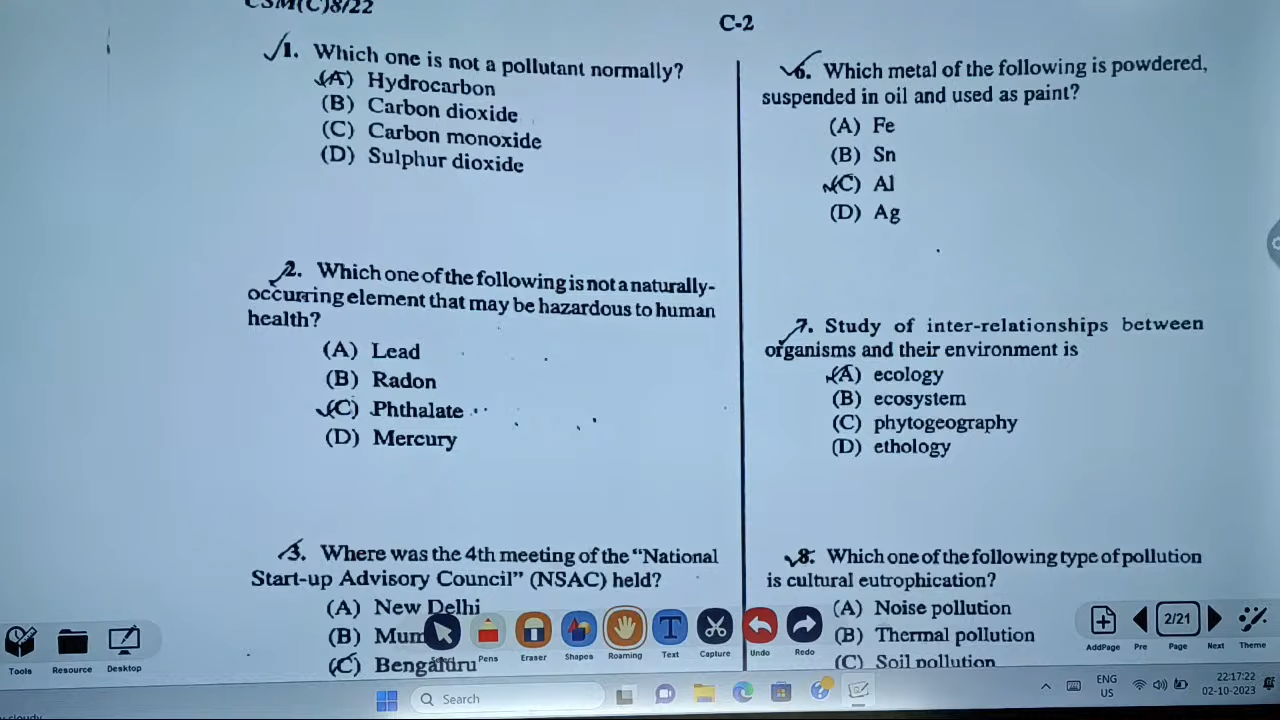 CSM(C)8/22
C-2
1. Which one is not a pollutant normally?
(A) Hydrocarbon
(B) Carbon dioxide
(C) Carbon monoxide
(D) Sulphur dioxide
2. Which one of the following is not a naturally-
occurring element that may be hazardous to human
health?
(A) Lead
(B) Radon
(C) Phthalate
(D) Mercury
3. Where was the 4th meeting of the “National
Start-up Advisory Council” (NSAC) held?
(A) New Delhi
(B) Mum
(C) Bengaluru
6. Which metal of the following is powdered,
suspended in oil and used as paint?
(A) Fe
(B) Sn
(C) Al
(D) Ag
7. Study of inter-relationships between
organisms and their environment is
(A) ecology
(B) ecosystem
(C) phytogeography
(D) ethology
8. Which one of the following type of pollution
is cultural eutrophication?
(A) Noise pollution
(B) Thermal pollution
(C) Soil pollution
Tools Resource Desktop
Pens Eraser Shapes Roaming Text Capture Undo Redo
2/21
AddPage Pre Page Next Theme
Search
ENG
US
22:17:22
02-10-2023